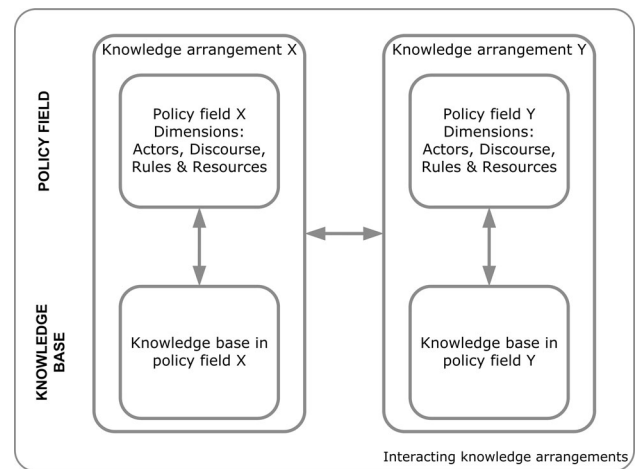 Knowledge arrangement X
Knowledge arrangement Y
POLICY FIELD
Policy field X
Dimensions:
Actors, Discourse,
Rules & Resources
Policy field Y
Dimensions:
Actors, Discourse,
Rules & Resources
KNOWLEDGE
BASE
Knowledge base in
policy field X
Knowledge base in
policy field Y
Interacting knowledge arrangements